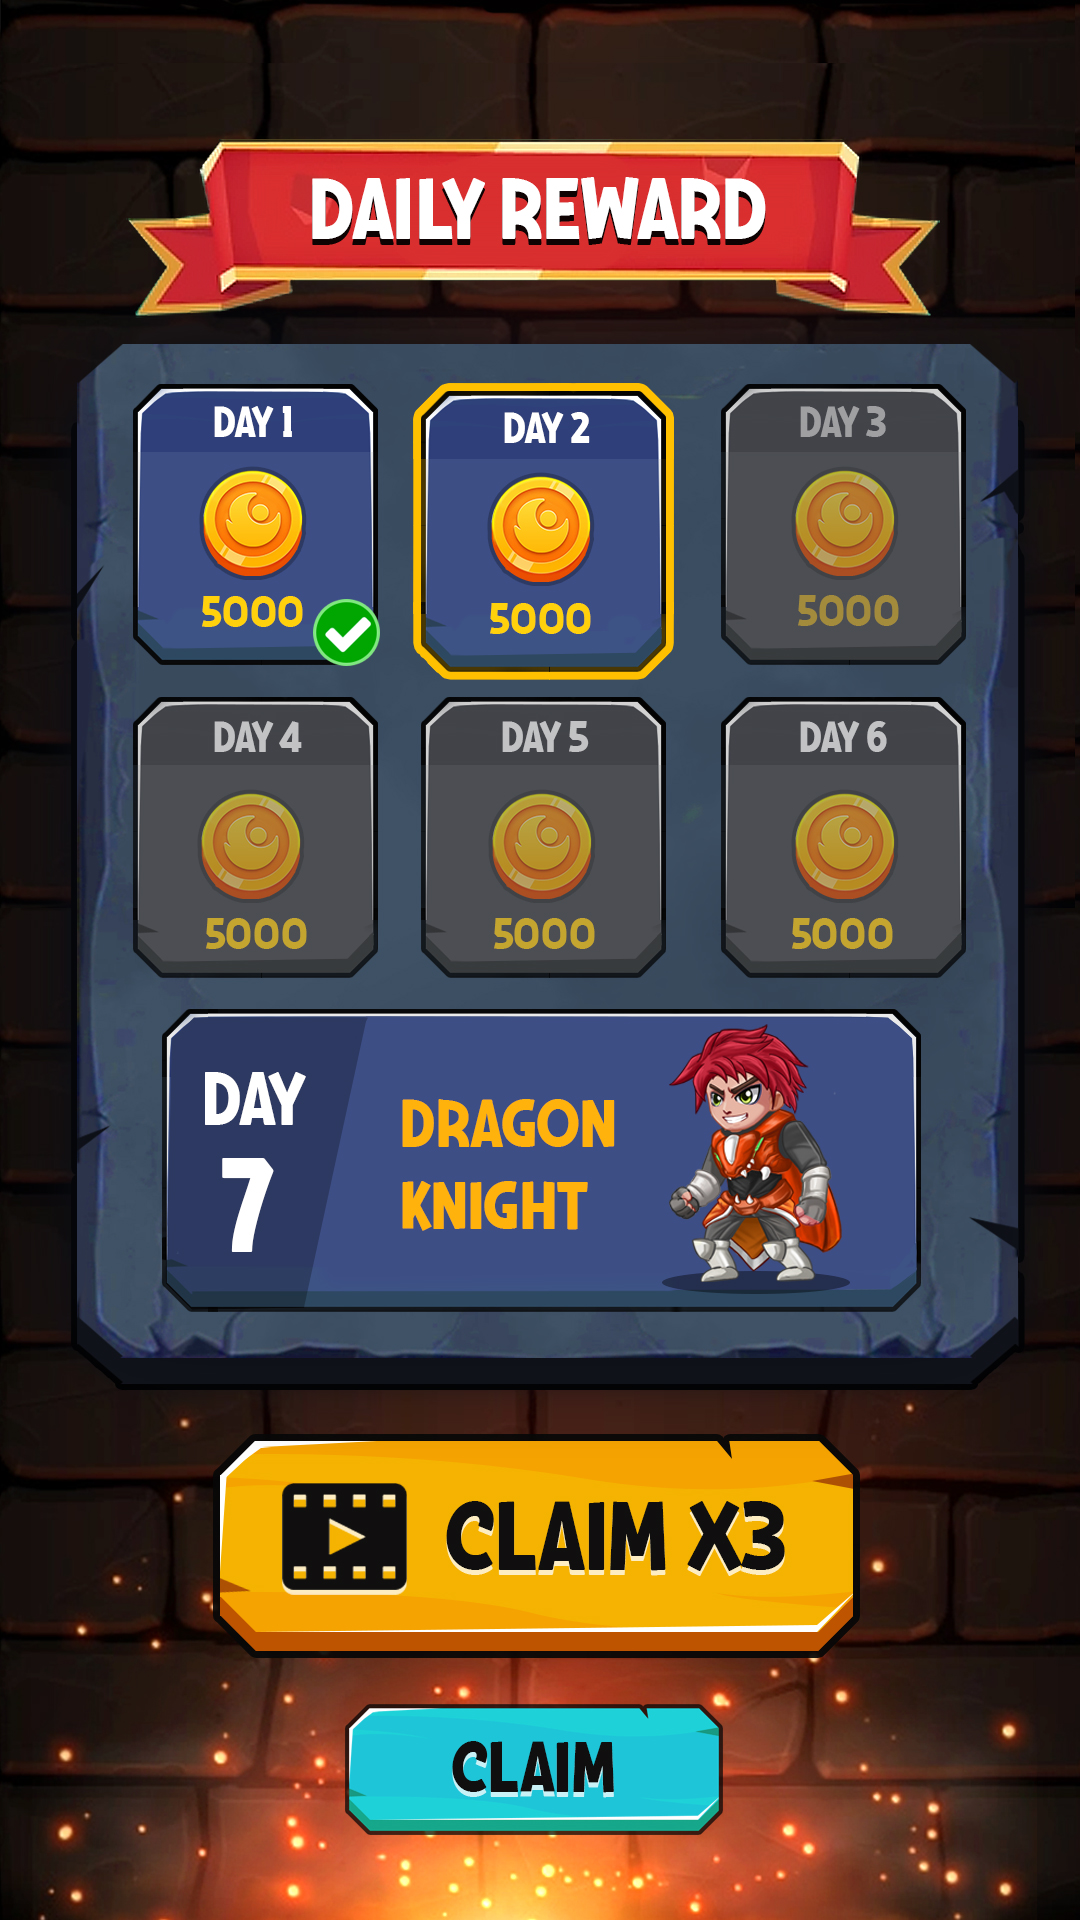 DAILY REWARD
DAY 1
5000
DAY 2
5000
DAY 3
5000
DAY 4
5000
DAY 5
5000
DAY 6
5000
DAY
7
DRAGON
KNIGHT
CLAIM X3
CLAIM